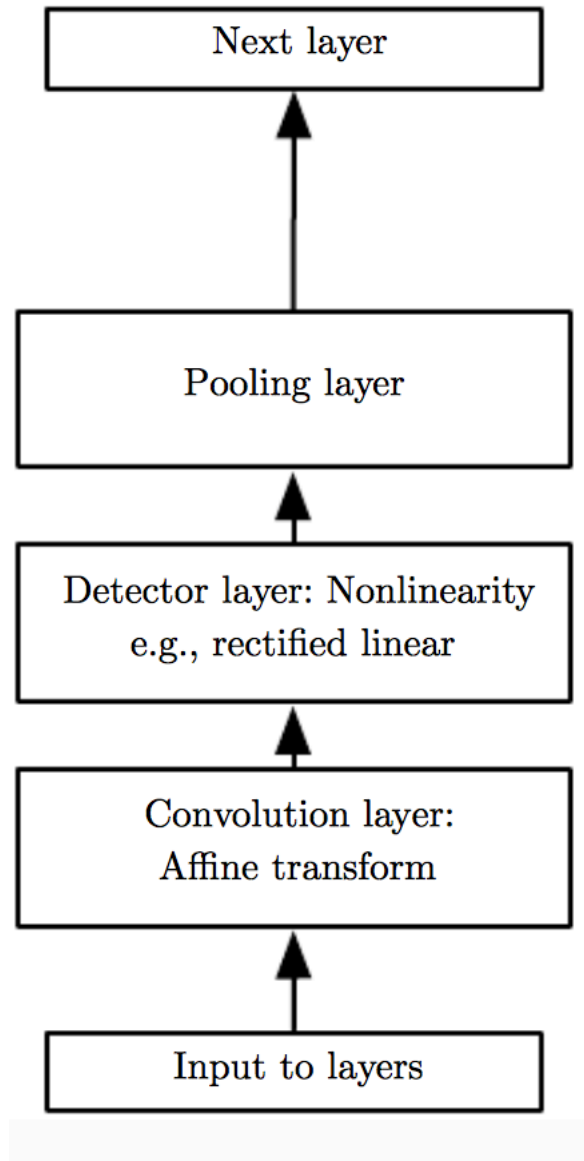 Next layer
Pooling layer
Detector layer: Nonlinearity
e.g., rectified linear
Convolution layer:
Affine transform
Input to layers